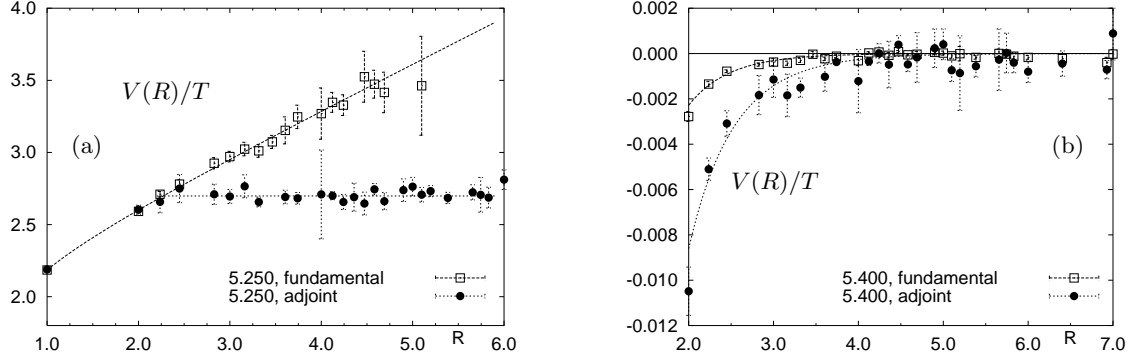 4.0
3.5
3.0
2.5
2.0
V(R)/T
(a)
5.250, fundamental
5.250, adjoint
1.0 2.0 3.0 4.0 5.0 R 6.0
0.002
0.000
-0.002
-0.004
-0.006
-0.008
-0.010
-0.012
(b)
V(R)/T
5.400, fundamental
5.400, adjoint
2.0 3.0 4.0 5.0 6.0 R 7.0